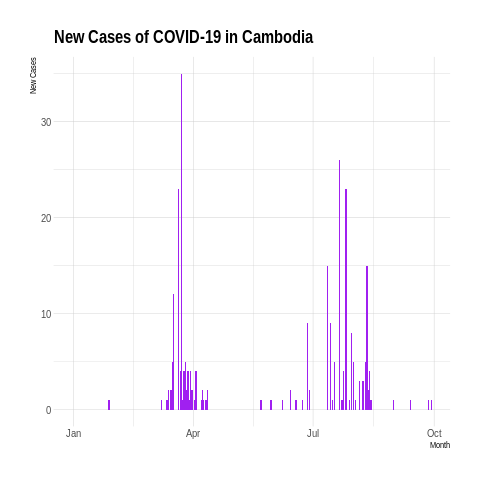 New Cases of COVID-19 in Cambodia
New Cases
30
20
10
0
Jan Apr Jul Oct
Month